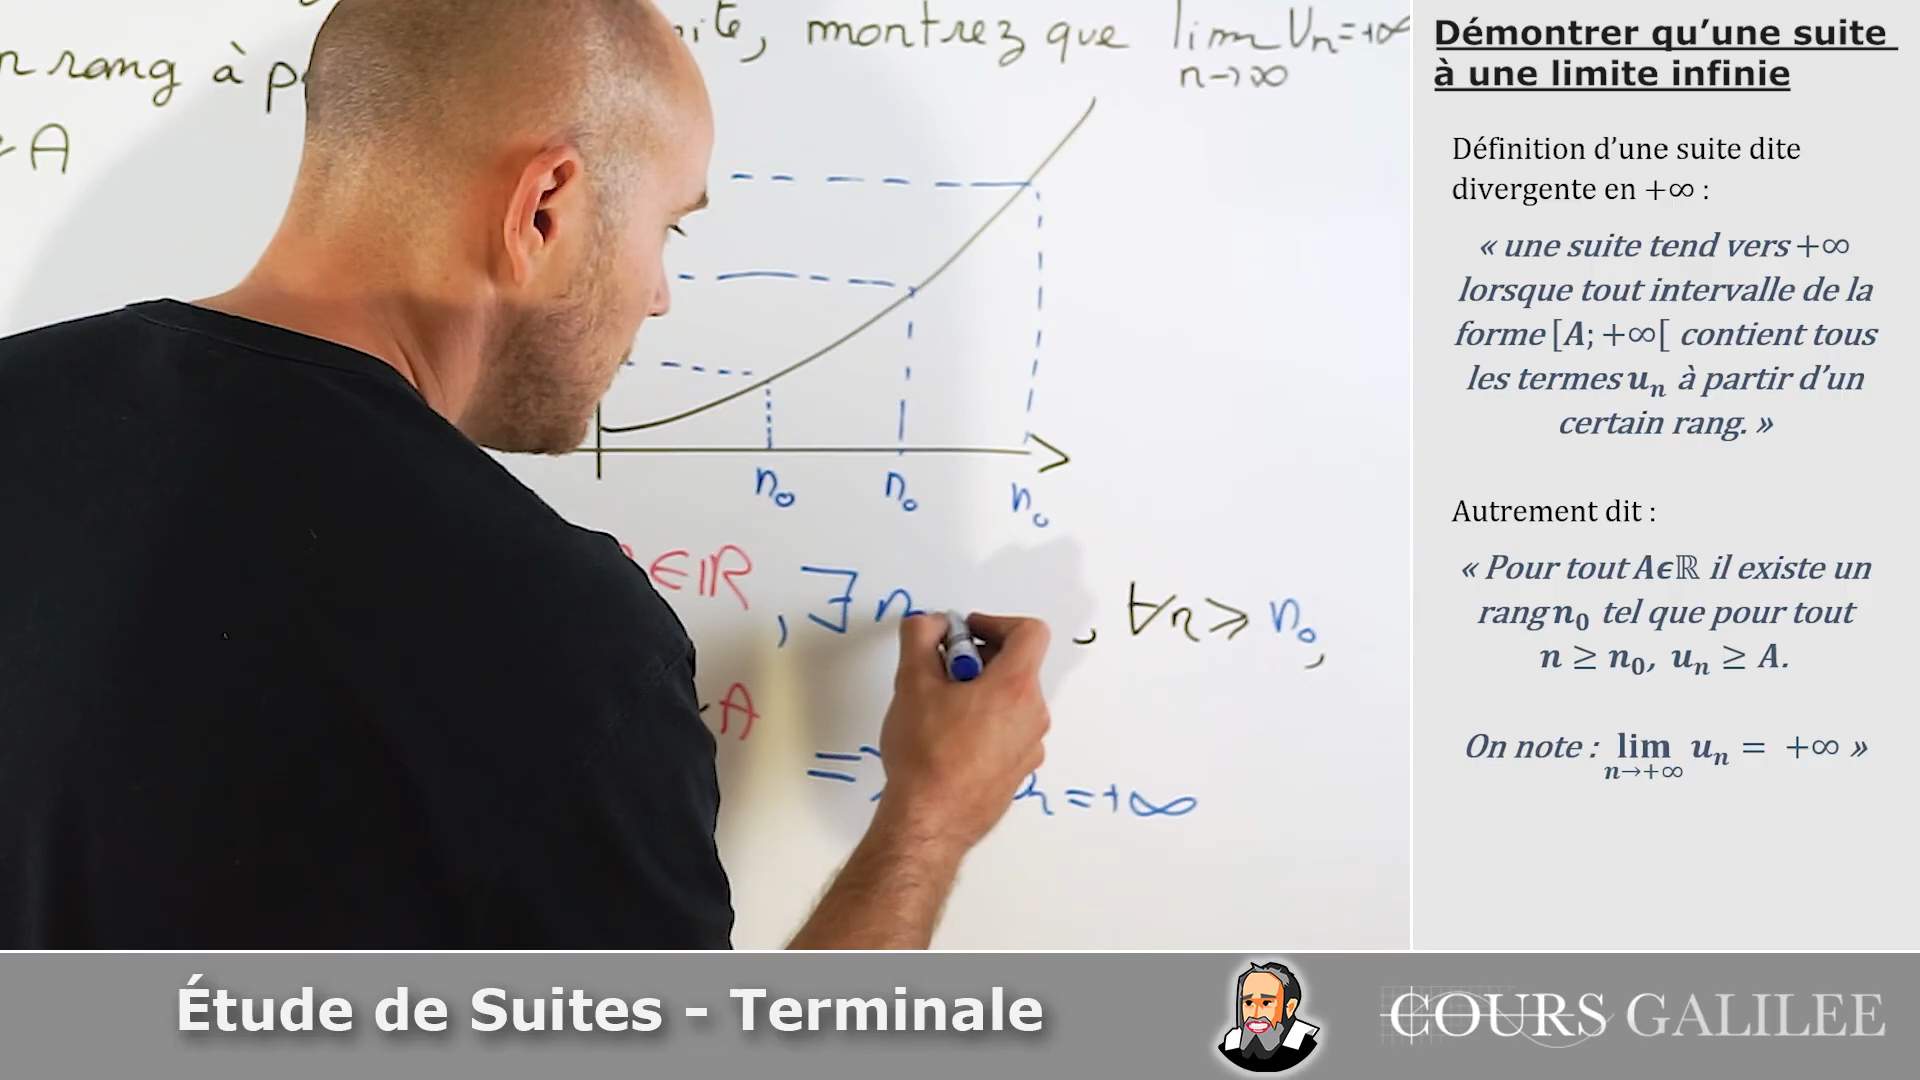 nite, montrez que lim Un = +∞
n→∞
n rang à p
A
n₀ n₀ n₀
∈ ℝ, ∃ n , ∀n ⩾ n₀,
A
⇒ n = +∞
Démontrer qu’une suite
à une limite infinie
Définition d’une suite dite
divergente en +∞ :
« une suite tend vers +∞
lorsque tout intervalle de la
forme [A; +∞[ contient tous
les termes uₙ à partir d’un
certain rang. »
Autrement dit :
« Pour tout Aϵℝ il existe un
rang n₀ tel que pour tout
n ≥ n₀, uₙ ≥ A.
On note : lim uₙ = +∞ »
n→+∞
Étude de Suites - Terminale
COURS GALILEE